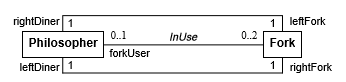 rightDiner 1 1 leftFork
Philosopher 0..1 InUse 0..2 Fork
forkUser
leftDiner 1 1 rightFork